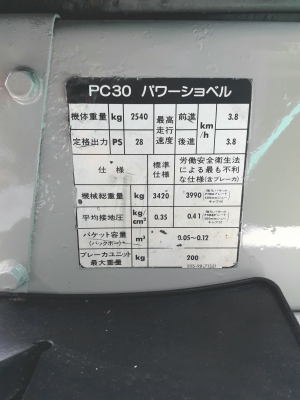 PC30 パワーショベル
機体重量 kg 2540 最高走行速度 前進 km/h 3.8
定格出力 PS 28 後進 3.8
仕様 標準仕様 労働安全衛生法による最も不利な仕様(含ブレーカ)
機械総重量 kg 3420 3990
平均接地圧 kg/cm² 0.35 0.41
バケット容量(バックホー) m³ 0.05~0.12
ブレーカユニット最大重量 kg 200